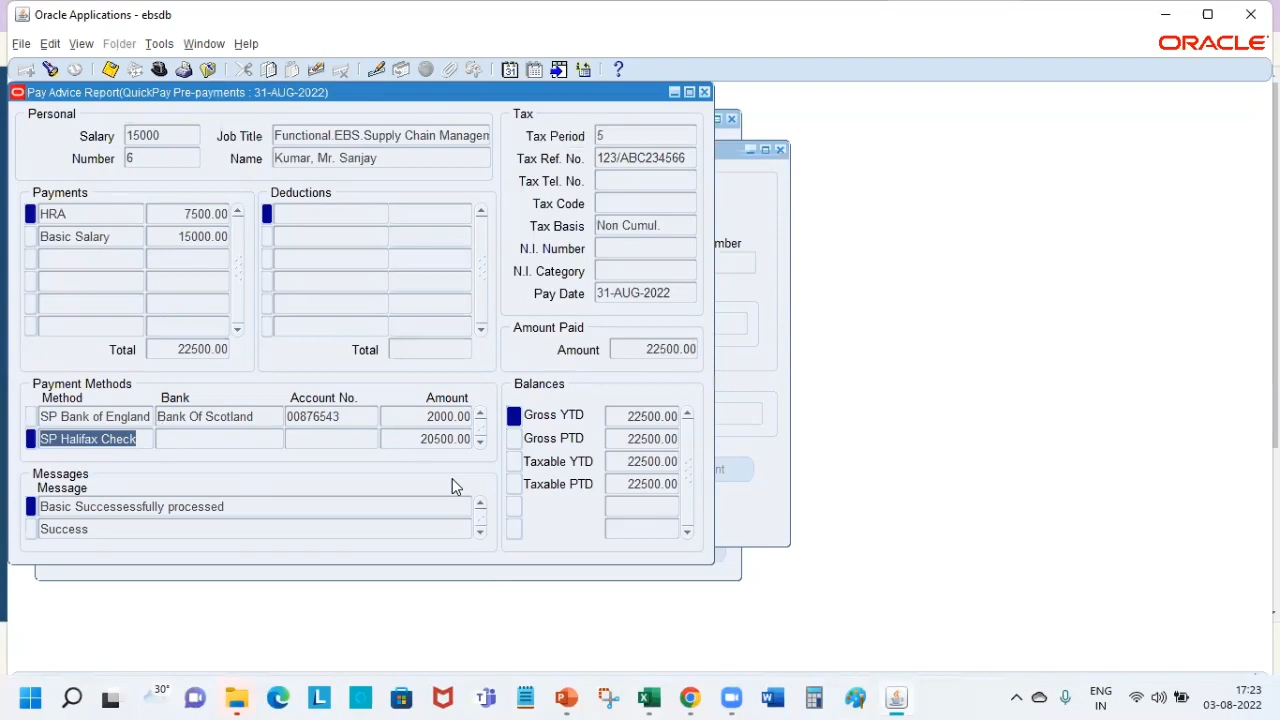 Oracle Applications - ebsdb
File Edit View Folder Tools Window Help
ORACLE
Pay Advice Report(QuickPay Pre-payments : 31-AUG-2022)
Personal
Salary 15000 Job Title Functional.EBS.Supply Chain Managem
Number 6 Name Kumar, Mr. Sanjay
Tax
Tax Period 5
Tax Ref. No. 123/ABC234566
Tax Tel. No.
Tax Code
Tax Basis Non Cumul.
N.I. Number
N.I. Category
Pay Date 31-AUG-2022
Payments
HRA 7500.00
Basic Salary 15000.00
Total 22500.00
Deductions
Total
Amount Paid
Amount 22500.00
Payment Methods
Method Bank Account No. Amount
SP Bank of England Bank Of Scotland 00876543 2000.00
SP Halifax Check 20500.00
Balances
Gross YTD 22500.00
Gross PTD 22500.00
Taxable YTD 22500.00
Taxable PTD 22500.00
Messages
Message
Basic Successessfully processed
Success
mber
nt
30°
ENG
IN
17:23
03-08-2022